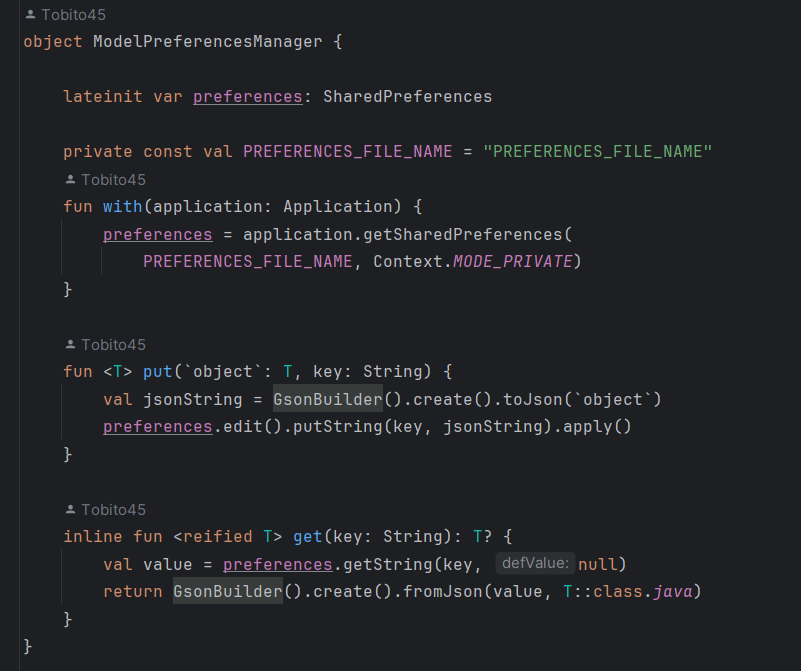 Tobito45
object ModelPreferencesManager {
lateinit var preferences: SharedPreferences
private const val PREFERENCES_FILE_NAME = "PREFERENCES_FILE_NAME"
Tobito45
fun with(application: Application) {
preferences = application.getSharedPreferences(
PREFERENCES_FILE_NAME, Context.MODE_PRIVATE)
}
Tobito45
fun <T> put(`object`: T, key: String) {
val jsonString = GsonBuilder().create().toJson(`object`)
preferences.edit().putString(key, jsonString).apply()
}
Tobito45
inline fun <reified T> get(key: String): T? {
val value = preferences.getString(key, defValue: null)
return GsonBuilder().create().fromJson(value, T::class.java)
}
}